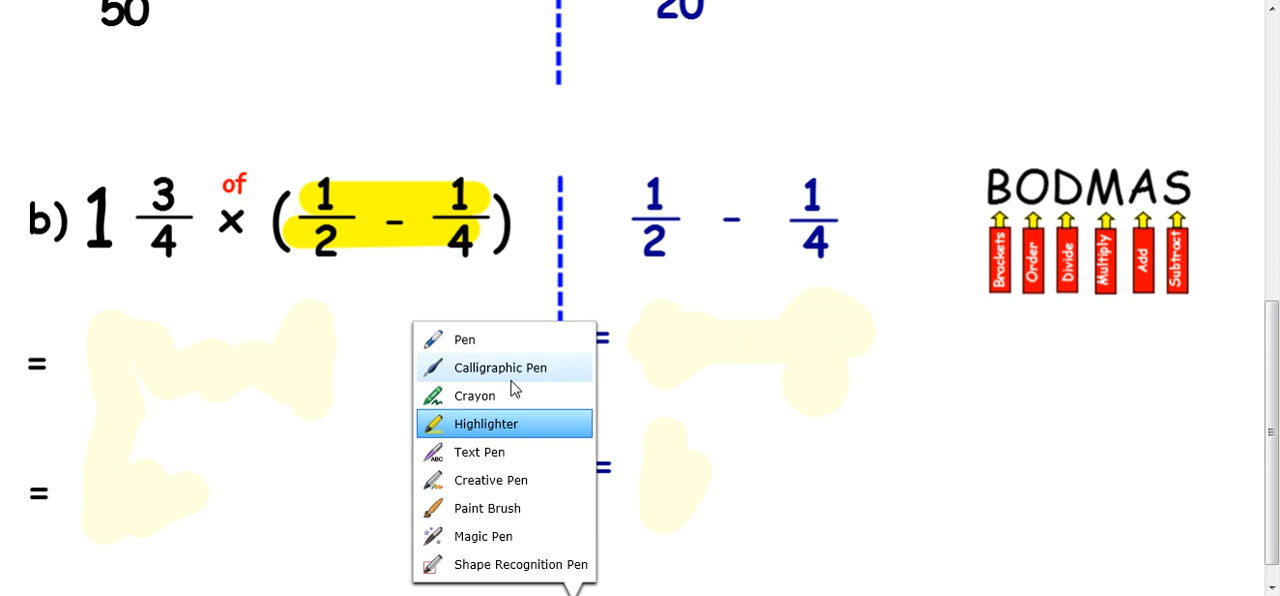 50
20
b) 1 3/4 of × ( 1/2 - 1/4 )
1/2 - 1/4
BODMAS
Brackets
Order
Divide
Multiply
Add
Subtract
=
=
=
=
Pen
Calligraphic Pen
Crayon
Highlighter
Text Pen
Creative Pen
Paint Brush
Magic Pen
Shape Recognition Pen